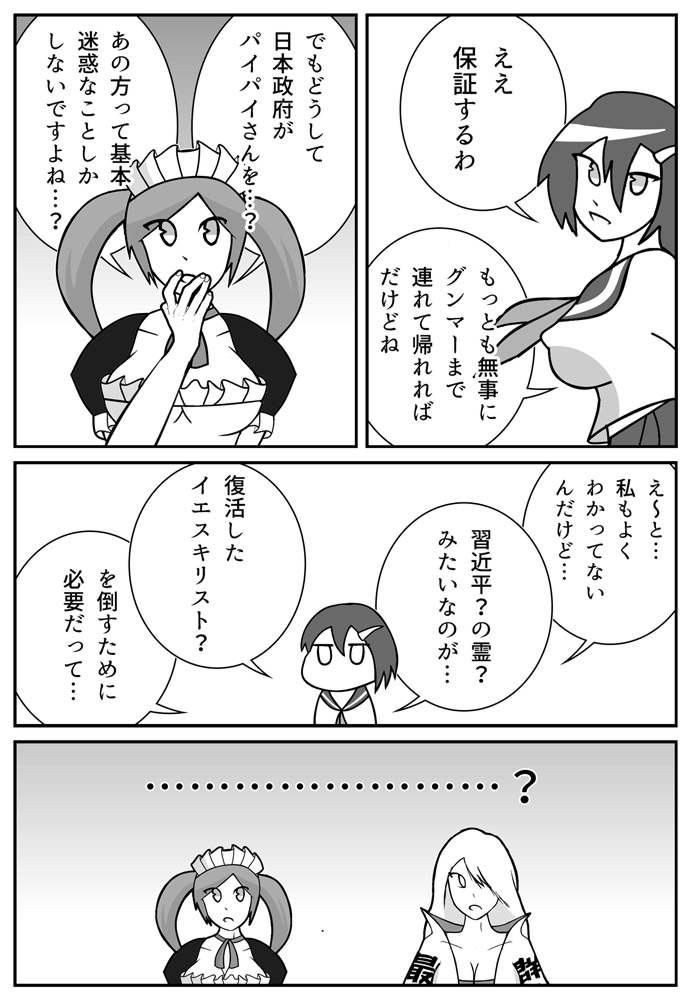 ええ
保証するわ
もっとも無事に
グンマーまで
連れて帰れれば
だけどね
でもどうして
日本政府が
パイパイさんを…?
あの方って基本
迷惑なことしか
しないですよね…?
え～と…
私もよく
わかってない
んだけど…
習近平?の霊?
みたいなのが…
復活した
イエスキリスト?
を倒すために
必要だって…
……………………?
最